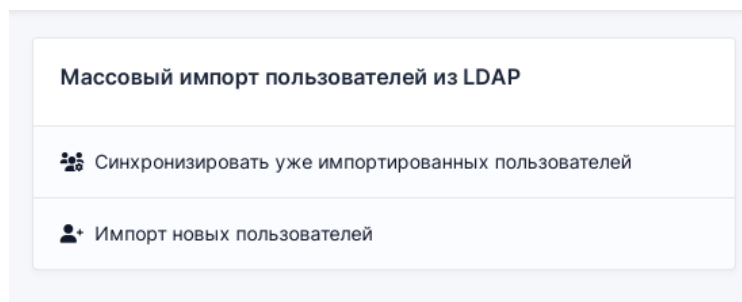 Массовый импорт пользователей из LDAP
Синхронизировать уже импортированных пользователей
Импорт новых пользователей